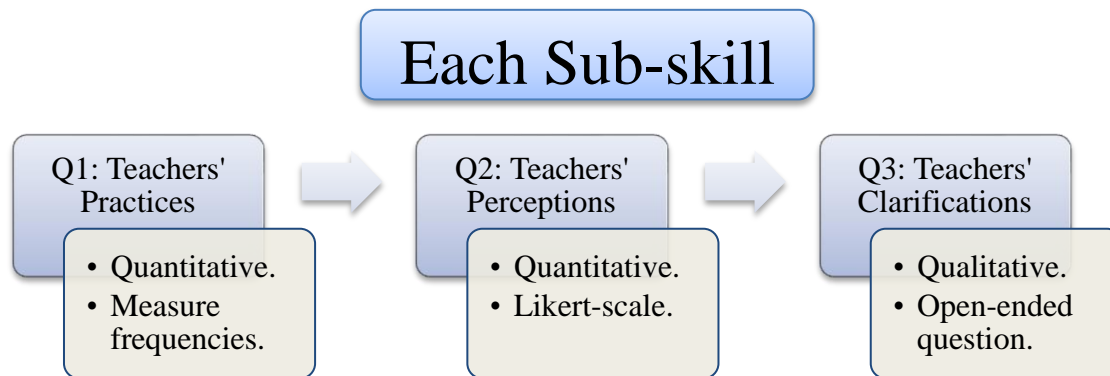 Each Sub-skill
Q1: Teachers'
Practices
• Quantitative.
• Measure
frequencies.
Q2: Teachers'
Perceptions
• Quantitative.
• Likert-scale.
Q3: Teachers'
Clarifications
• Qualitative.
• Open-ended
question.